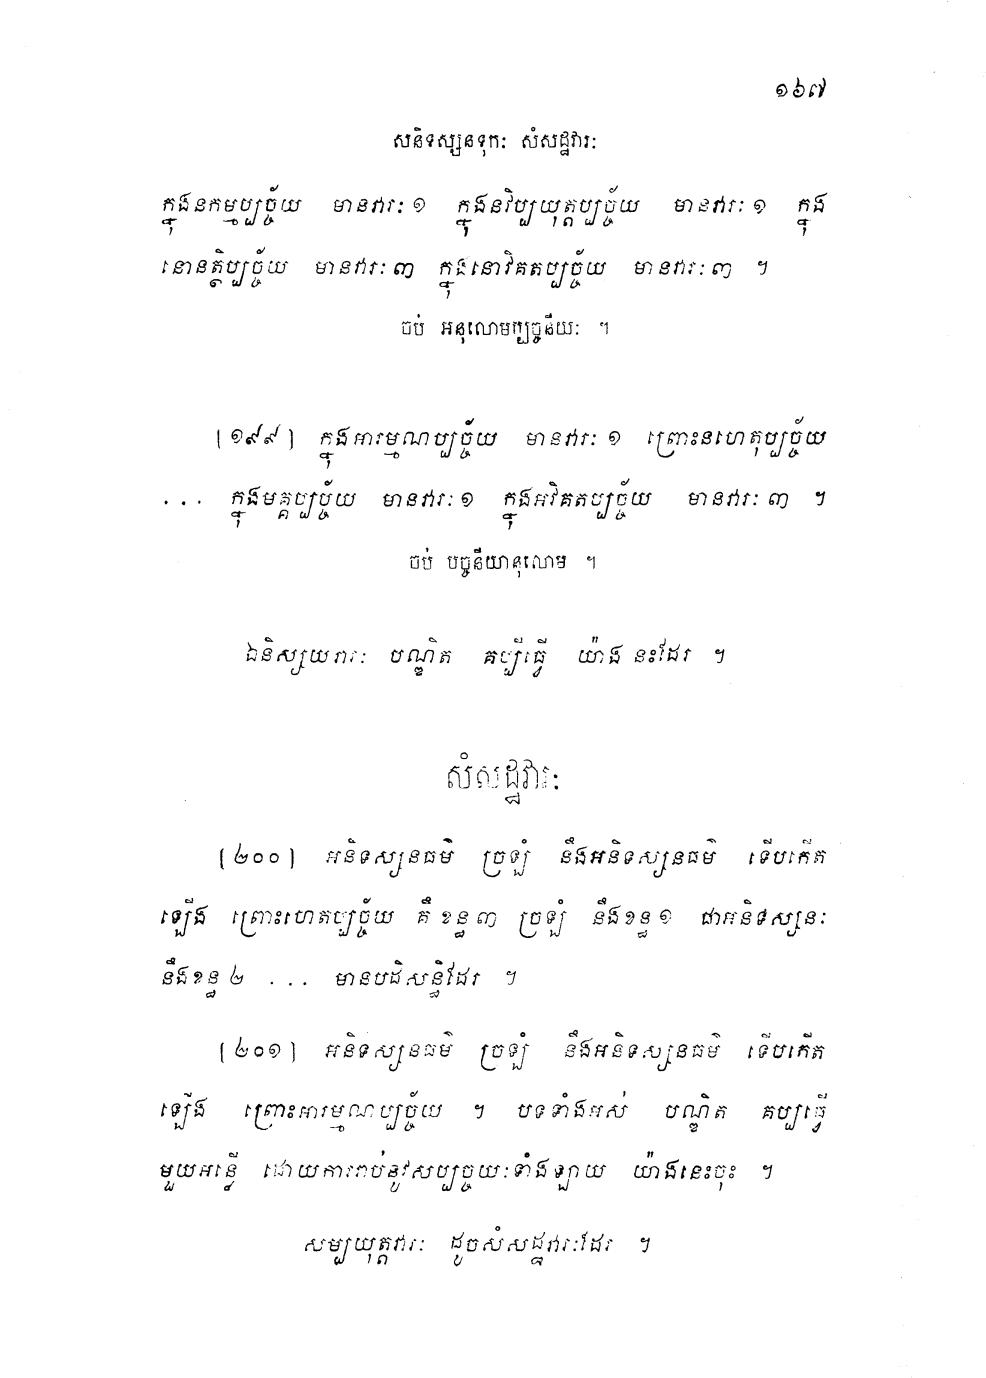 ១៦៧
សនិទស្សនទុកៈ សំសដ្ឋវារៈ
ក្នុងនកម្មប្បច្ច័យ មានវារៈ ១ ក្នុងនវិប្បយុត្តប្បច្ច័យ មានវារៈ ១ ក្នុង
នោនត្ថិប្បច្ច័យ មានវារៈ ៣ ក្នុងនោវិគតប្បច្ច័យ មានវារៈ ៣ ។
ចប់ អនុលោមប្បច្ចនីយៈ ។
[១៩៩] ក្នុងអារម្មណប្បច្ច័យ មានវារៈ ១ ព្រោះនហេតុប្បច្ច័យ
... ក្នុងមគ្គប្បច្ច័យ មានវារៈ ១ ក្នុងអវិគតប្បច្ច័យ មានវារៈ ៣ ។
ចប់ បច្ចនីយានុលោម ។
ឯនិស្សយវារៈ បណ្ឌិត គប្បីធ្វើ យ៉ាង នេះដែរ ។
សំសដ្ឋវារៈ
[២០០] អនិទស្សនធម៌ ច្រឡំ នឹងអនិទស្សនធម៌ ទើបកើត
ឡើង ព្រោះហេតុប្បច្ច័យ គឺ ខន្ធ ៣ ច្រឡំ នឹងខន្ធ ១ ជាអនិទស្សនៈ
នឹងខន្ធ ២ ... មានបដិសន្ធិដែរ ។
[២០១] អនិទស្សនធម៌ ច្រឡំ នឹងអនិទស្សនធម៌ ទើបកើត
ឡើង ព្រោះអារម្មណប្បច្ច័យ ។ បទទាំងអស់ បណ្ឌិត គប្បីធ្វើ
មួយអន្លើ ដោយការរាប់នូវសប្បច្ចយៈទាំងឡាយ យ៉ាងនេះចុះ ។
សម្បយុត្តវារៈ ដូចសំសដ្ឋវារៈដែរ ។